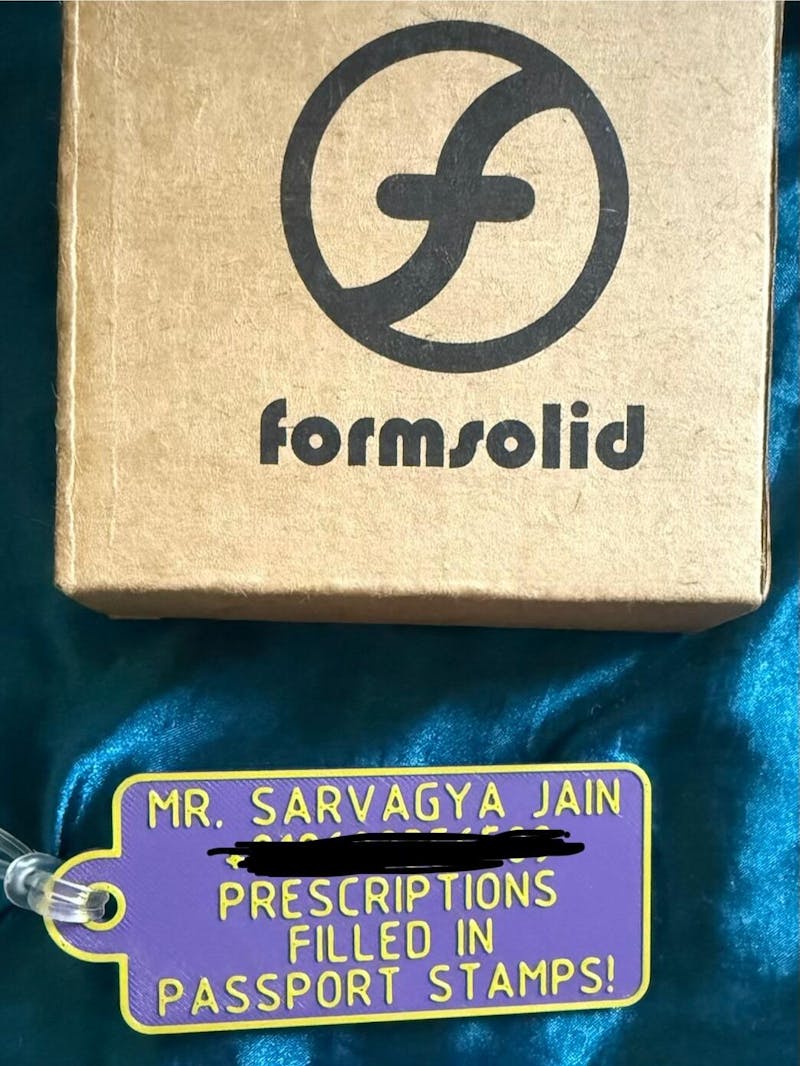 formsolid
MR. SARVAGYA JAIN
PRESCRIPTIONS
FILLED IN
PASSPORT STAMPS!